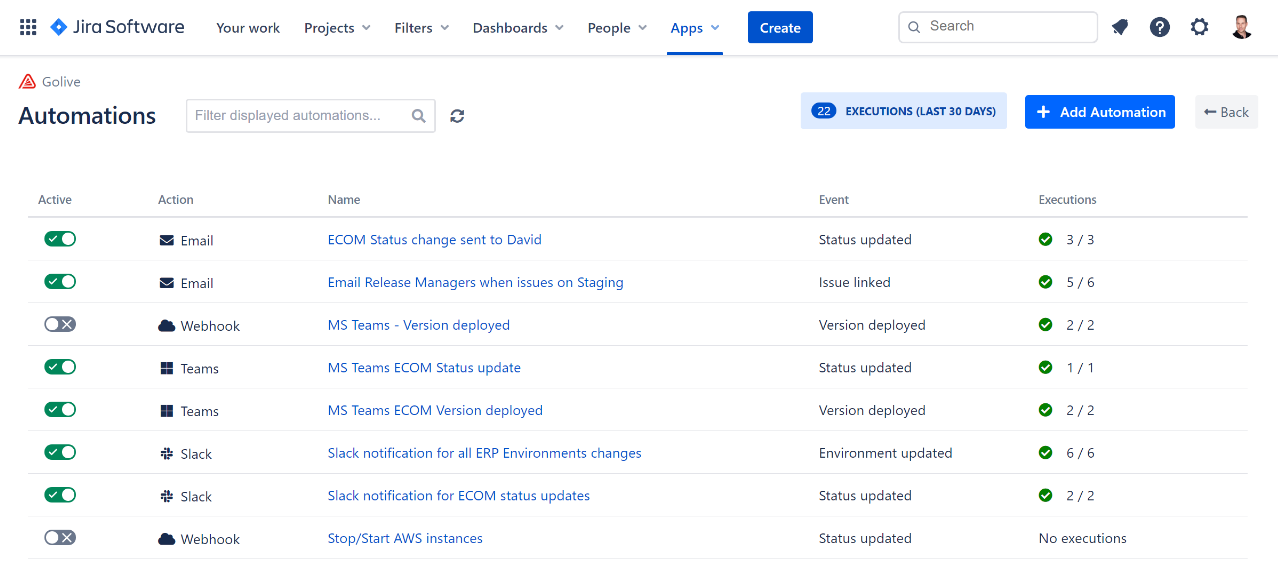 Jira Software Your work Projects Filters Dashboards People Apps Create Search
Golive
Automations Filter displayed automations... 22 EXECUTIONS (LAST 30 DAYS) + Add Automation ← Back
Active Action Name Event Executions
Email ECOM Status change sent to David Status updated 3 / 3
Email Email Release Managers when issues on Staging Issue linked 5 / 6
Webhook MS Teams - Version deployed Version deployed 2 / 2
Teams MS Teams ECOM Status update Status updated 1 / 1
Teams MS Teams ECOM Version deployed Version deployed 2 / 2
Slack Slack notification for all ERP Environments changes Environment updated 6 / 6
Slack Slack notification for ECOM status updates Status updated 2 / 2
Webhook Stop/Start AWS instances Status updated No executions